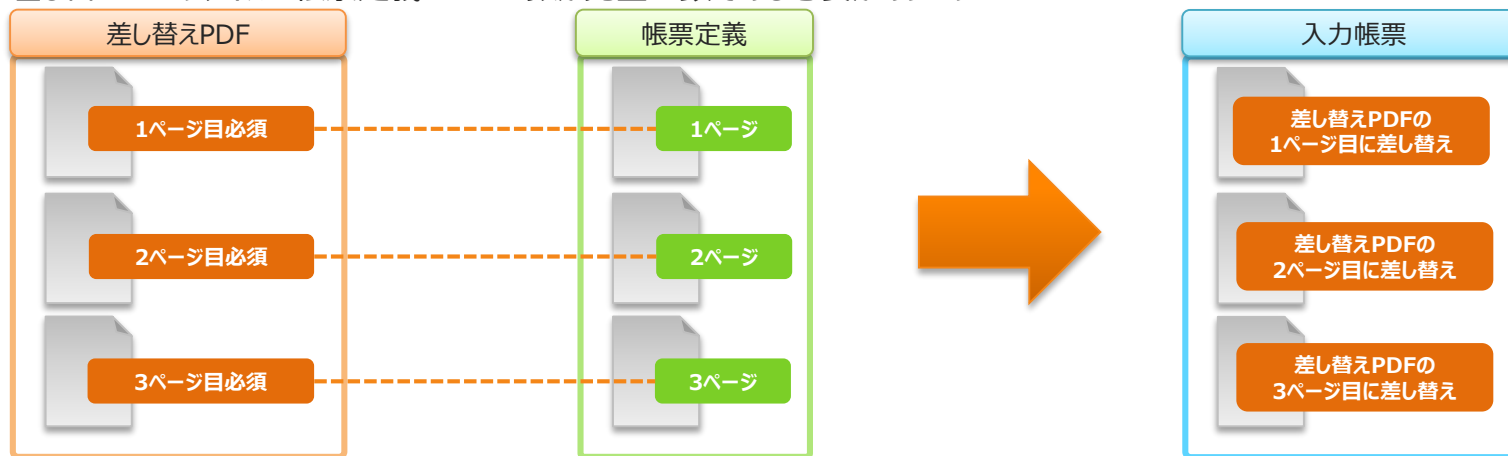 差し替えPDF
帳票定義
入力帳票
1ページ目必須
1ページ
差し替えPDFの
1ページ目に差し替え
2ページ目必須
2ページ
差し替えPDFの
2ページ目に差し替え
3ページ目必須
3ページ
差し替えPDFの
3ページ目に差し替え